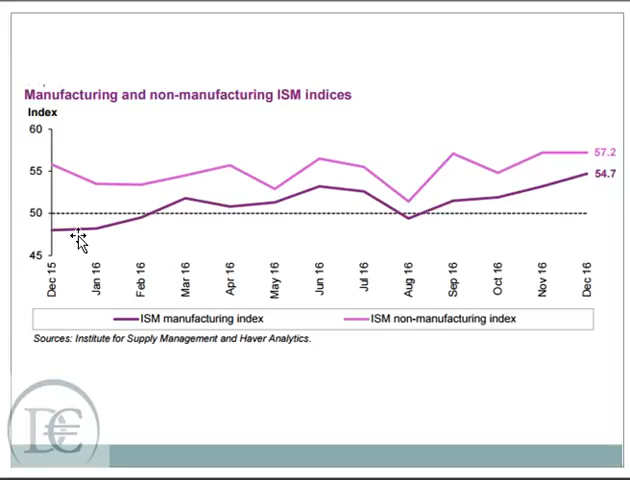 Manufacturing and non-manufacturing ISM indices
Index
60
55
50
45
57.2
54.7
Dec 15
Jan 16
Feb 16
Mar 16
Apr 16
May 16
Jun 16
Jul 16
Aug 16
Sep 16
Oct 16
Nov 16
Dec 16
ISM manufacturing index
ISM non-manufacturing index
Sources: Institute for Supply Management and Haver Analytics.